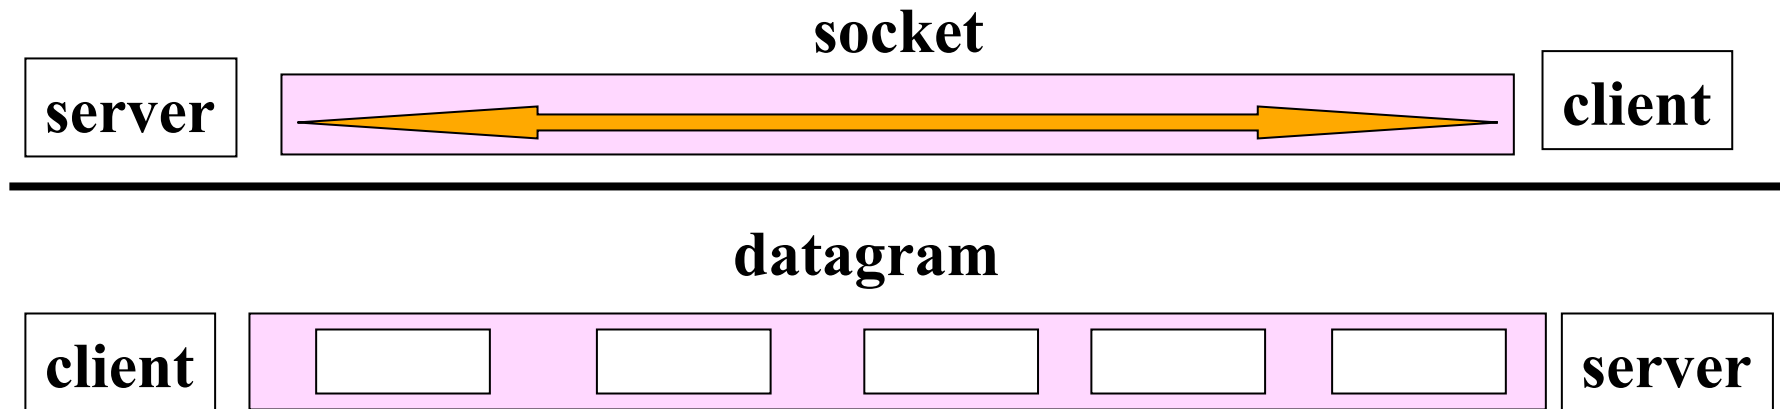 socket
server
client
datagram
client
server